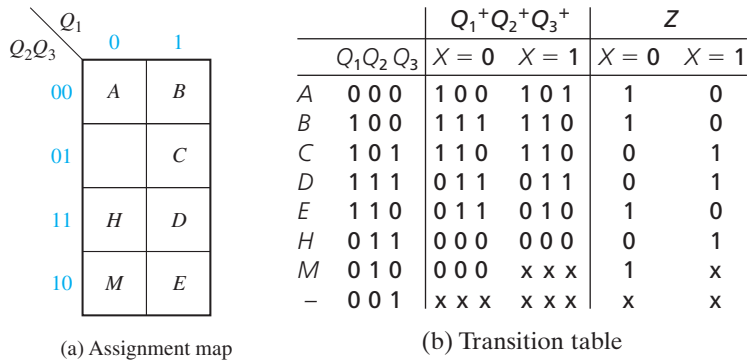 Q₁
Q₂Q₃
0 1
00 A B
01 C
11 H D
10 M E
(a) Assignment map
Q₁⁺Q₂⁺Q₃⁺ Z
Q₁Q₂Q₃ X = 0 X = 1 X = 0 X = 1
A 0 0 0 1 0 0 1 0 1 1 0
B 1 0 0 1 1 1 1 1 0 1 0
C 1 0 1 1 1 0 1 1 0 0 1
D 1 1 1 0 1 1 0 1 1 0 1
E 1 1 0 0 1 1 0 1 0 1 0
H 0 1 1 0 0 0 0 0 0 0 1
M 0 1 0 0 0 0 x x x 1 x
– 0 0 1 x x x x x x x x
(b) Transition table